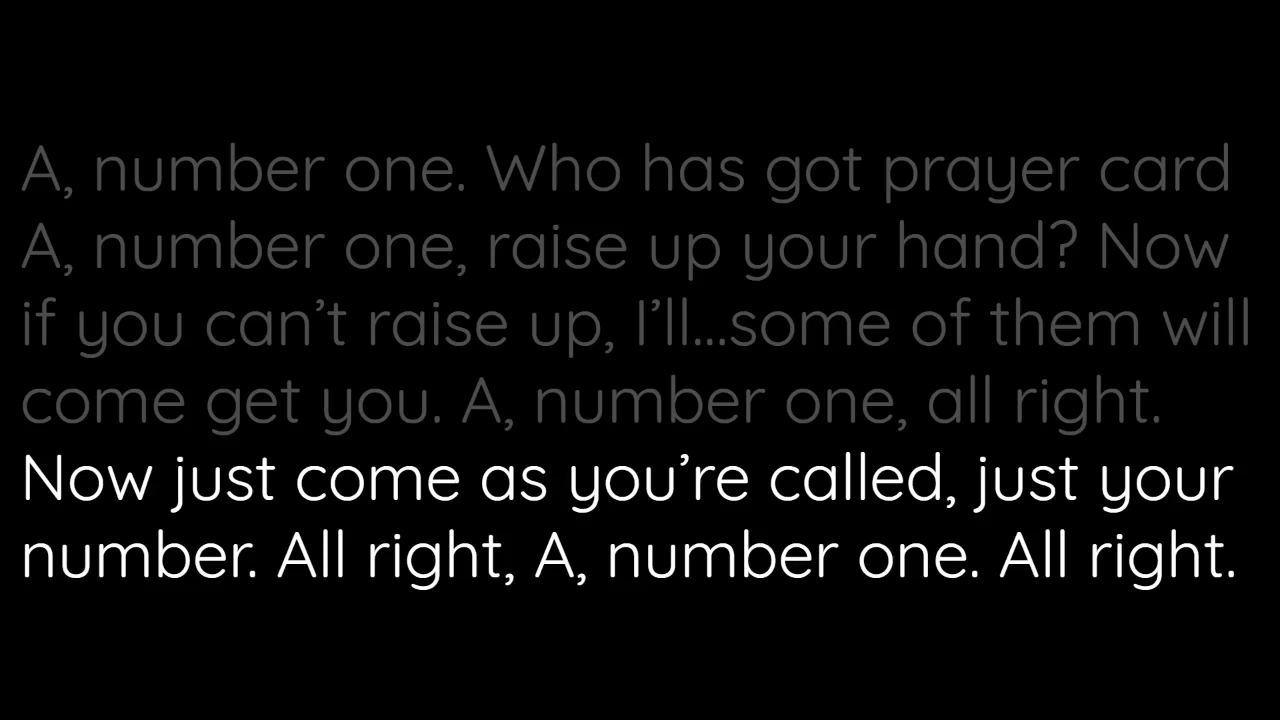 A, number one. Who has got prayer card
A, number one, raise up your hand? Now
if you can’t raise up, I’ll...some of them will
come get you. A, number one, all right.
Now just come as you’re called, just your
number. All right, A, number one. All right.